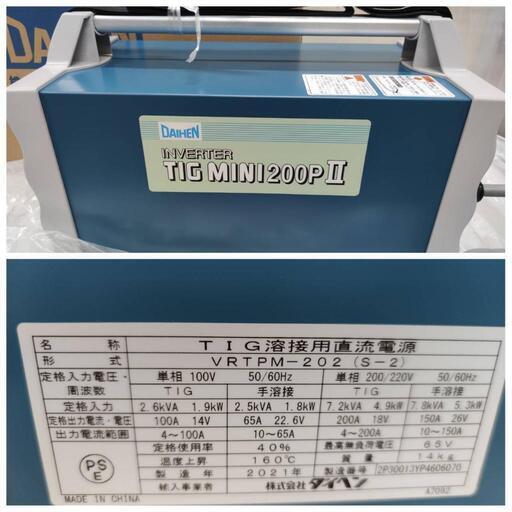 DAIHEN
INVERTER
TIG MINI 200P II
名 称 TIG溶接用直流電源
形 式 VRTPM-202 (S-2)
定格入力電圧・周波数 単相 100V 50/60Hz 単相 200/220V 50/60Hz
TIG 手溶接 TIG 手溶接
定格入力 2.6kVA 1.9kW 2.5kVA 1.8kW 7.2kVA 4.9kW 7.8kVA 5.3kW
定格出力電流・電圧 100A 14V 65A 22.6V 200A 18V 150A 26V
出力電流範囲 4~100A 10~65A 4~200A 10~150A
定格使用率 40% 最高無負荷電圧 65V
温度上昇 160℃ 質 量 14kg
製 造 年 2021年 製造番号 2P30013YP4606070
輸入事業者 株式会社 ダイヘン
PS
E
MADE IN CHINA
A7092